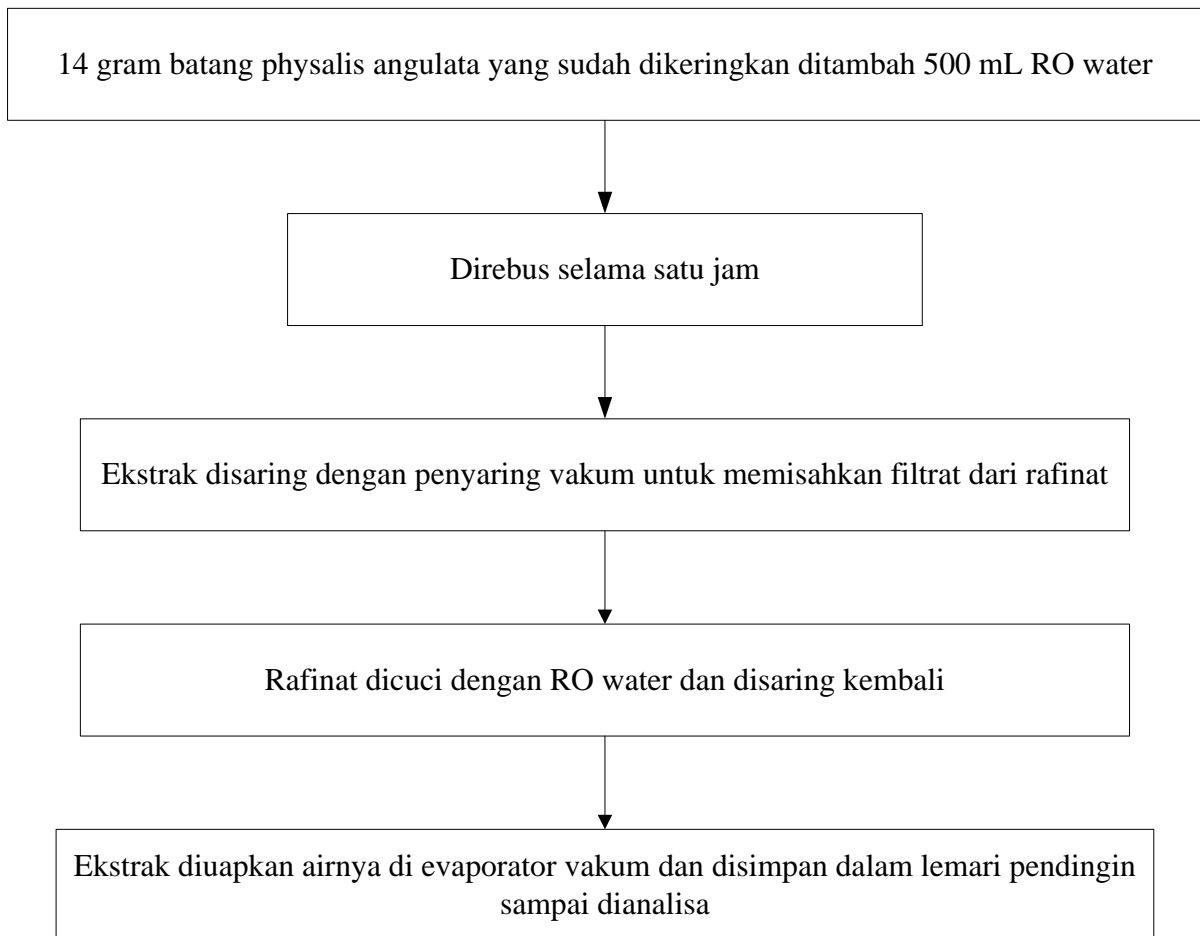 14 gram batang physalis angulata yang sudah dikeringkan ditambah 500 mL RO water
Direbus selama satu jam
Ekstrak disaring dengan penyaring vakum untuk memisahkan filtrat dari rafinat
Rafinat dicuci dengan RO water dan disaring kembali
Ekstrak diuapkan airnya di evaporator vakum dan disimpan dalam lemari pendingin
sampai dianalisa